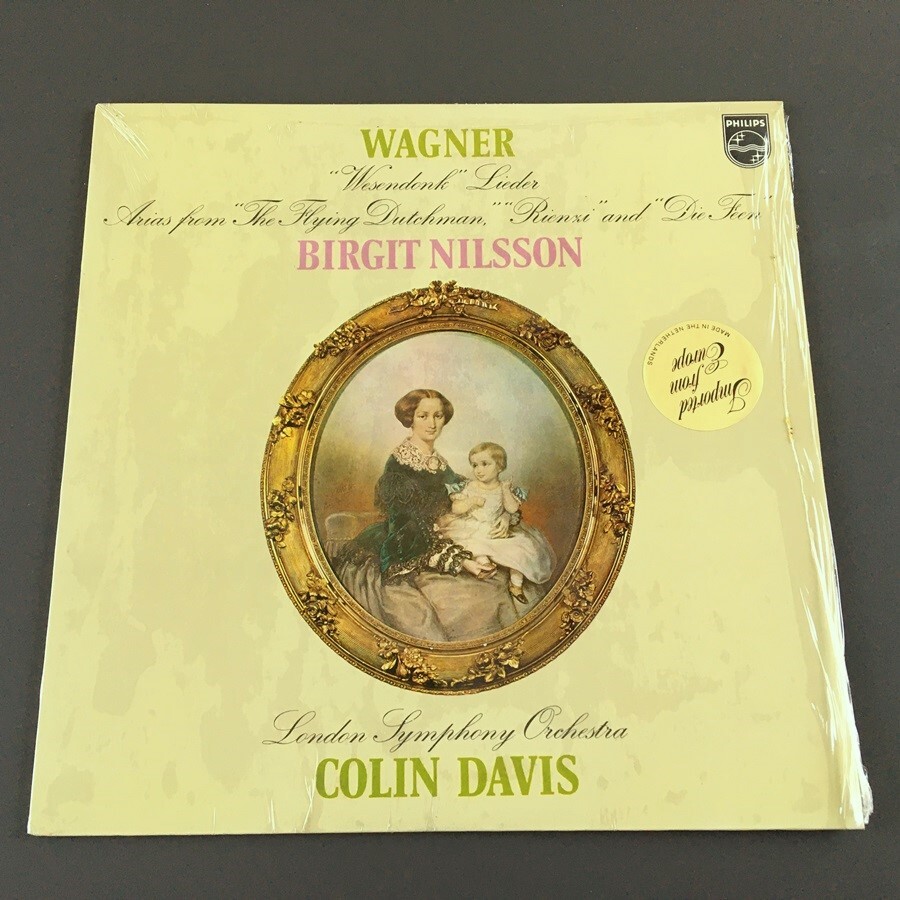 WAGNER
PHILIPS
"Wesendonk" Lieder
Arias from "The Flying Dutchman," "Rienzi" and "Die Feen"
BIRGIT NILSSON
Imported
from
Europe
MADE IN THE NETHERLANDS
London Symphony Orchestra
COLIN DAVIS